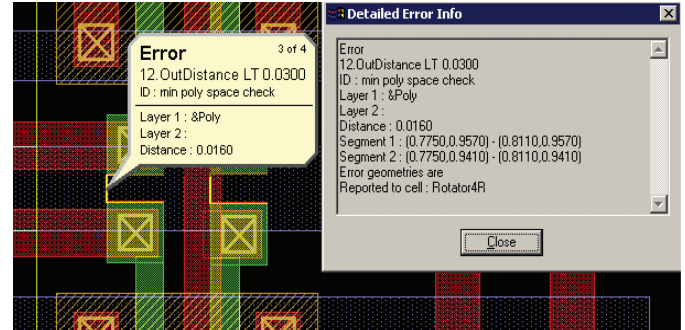 Error
3 of 4
12.OutDistance LT 0.0300
ID : min poly space check
Layer 1 : &Poly
Layer 2 :
Distance : 0.0160
Detailed Error Info
Error
12.OutDistance LT 0.0300
ID : min poly space check
Layer 1 : &Poly
Layer 2 :
Distance : 0.0160
Segment 1 : (0.7750,0.9570) - (0.8110,0.9570)
Segment 2 : (0.7750,0.9410) - (0.8110,0.9410)
Error geometries are
Reported to cell : Rotator4R
Close